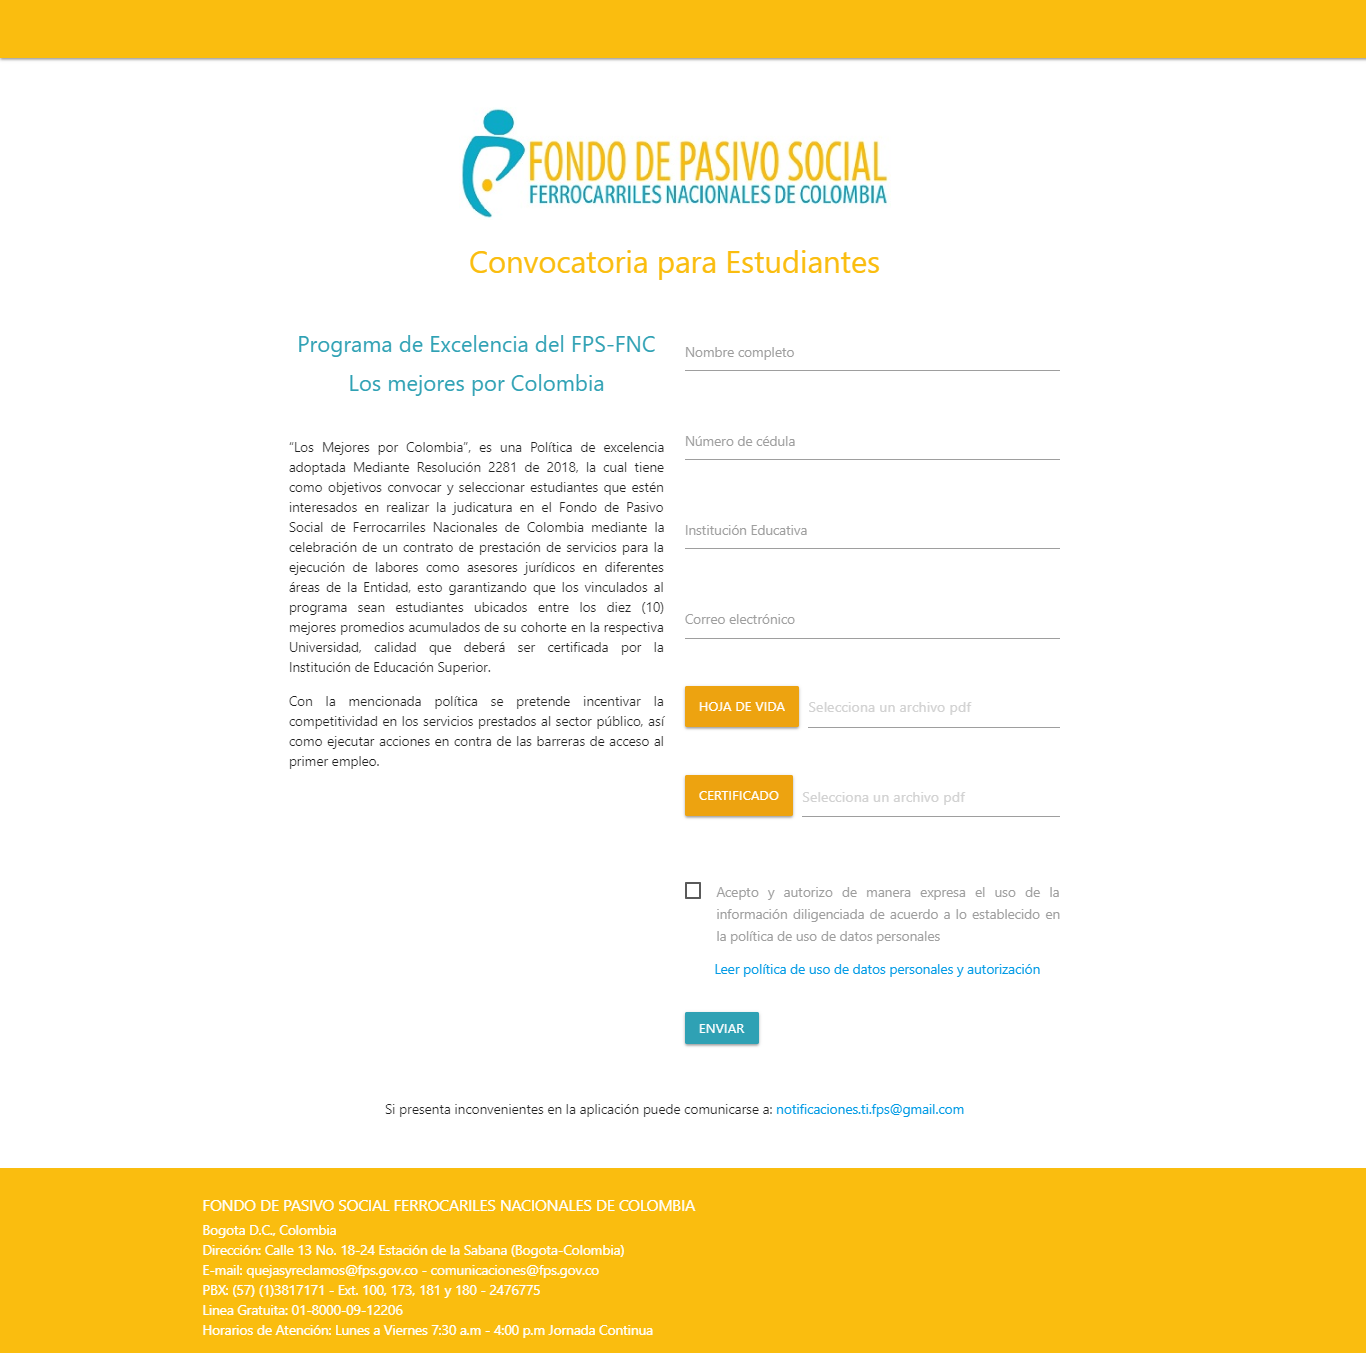 FONDO DE PASIVO SOCIAL
FERROCARRILES NACIONALES DE COLOMBIA
Convocatoria para Estudiantes
Programa de Excelencia del FPS-FNC
Los mejores por Colombia
“Los Mejores por Colombia”, es una Política de excelencia
adoptada Mediante Resolución 2281 de 2018, la cual tiene
como objetivos convocar y seleccionar estudiantes que estén
interesados en realizar la judicatura en el Fondo de Pasivo
Social de Ferrocarriles Nacionales de Colombia mediante la
celebración de un contrato de prestación de servicios para la
ejecución de labores como asesores jurídicos en diferentes
áreas de la Entidad, esto garantizando que los vinculados al
programa sean estudiantes ubicados entre los diez (10)
mejores promedios acumulados de su cohorte en la respectiva
Universidad, calidad que deberá ser certificada por la
Institución de Educación Superior.
Con la mencionada política se pretende incentivar la
competitividad en los servicios prestados al sector público, así
como ejecutar acciones en contra de las barreras de acceso al
primer empleo.
Nombre completo
Número de cédula
Institución Educativa
Correo electrónico
HOJA DE VIDA Selecciona un archivo pdf
CERTIFICADO Selecciona un archivo pdf
Acepto y autorizo de manera expresa el uso de la
información diligenciada de acuerdo a lo establecido en
la política de uso de datos personales
Leer política de uso de datos personales y autorización
ENVIAR
Si presenta inconvenientes en la aplicación puede comunicarse a: notificaciones.ti.fps@gmail.com
FONDO DE PASIVO SOCIAL FERROCARILES NACIONALES DE COLOMBIA
Bogota D.C., Colombia
Dirección: Calle 13 No. 18-24 Estación de la Sabana (Bogota-Colombia)
E-mail: quejasyreclamos@fps.gov.co - comunicaciones@fps.gov.co
PBX: (57) (1)3817171 - Ext. 100, 173, 181 y 180 - 2476775
Linea Gratuita: 01-8000-09-12206
Horarios de Atención: Lunes a Viernes 7:30 a.m - 4:00 p.m Jornada Continua